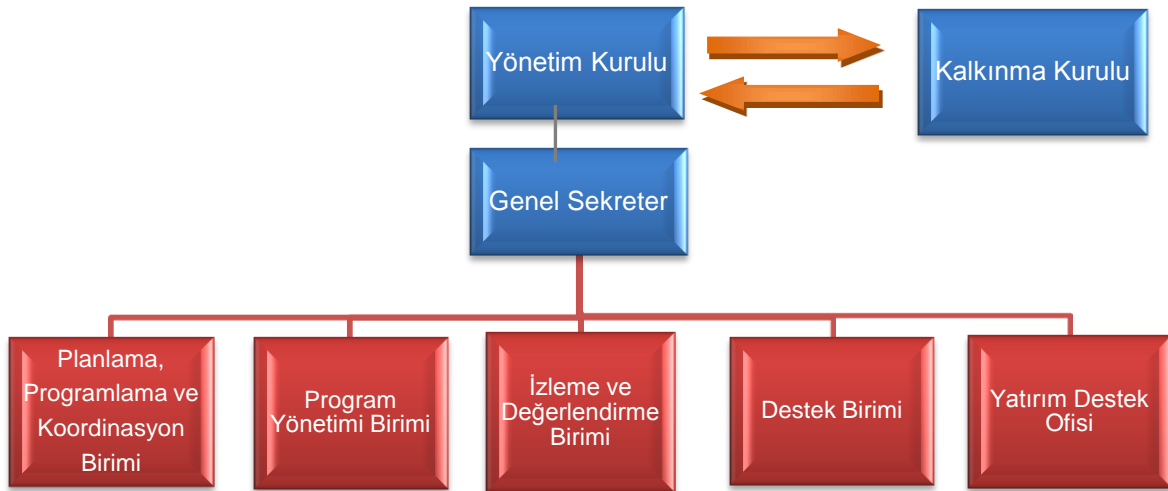 Yönetim Kurulu
Kalkınma Kurulu
Genel Sekreter
Planlama,
Programlama ve
Koordinasyon
Birimi
Program
Yönetimi Birimi
İzleme ve
Değerlendirme
Birimi
Destek Birimi
Yatırım Destek
Ofisi